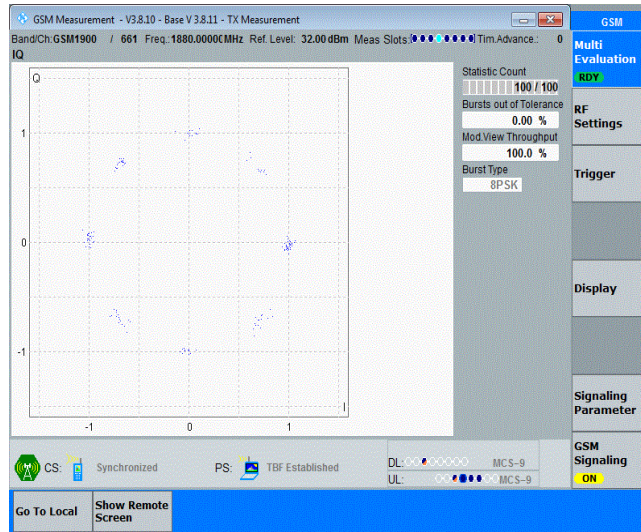 GSM Measurement - V3.8.10 - Base V 3.8.11 - TX Measurement
GSM
Band/Ch:GSM1900 / 661 Freq.:1880.00000MHz Ref. Level: 32.00 dBm Meas Slots: Tim.Advance.: 0
IQ
Multi
Evaluation
RDY
Q
1
0
-1
-1 0 1
I
Statistic Count
100 / 100
Bursts out of Tolerance
0.00 %
Mod.View Throughput
100.0 %
Burst Type
8PSK
RF
Settings
Trigger
Display
Signaling
Parameter
GSM
Signaling
ON
CS: Synchronized PS: TBF Established
DL: MCS-9
UL: MCS-9
Go To Local
Show Remote
Screen